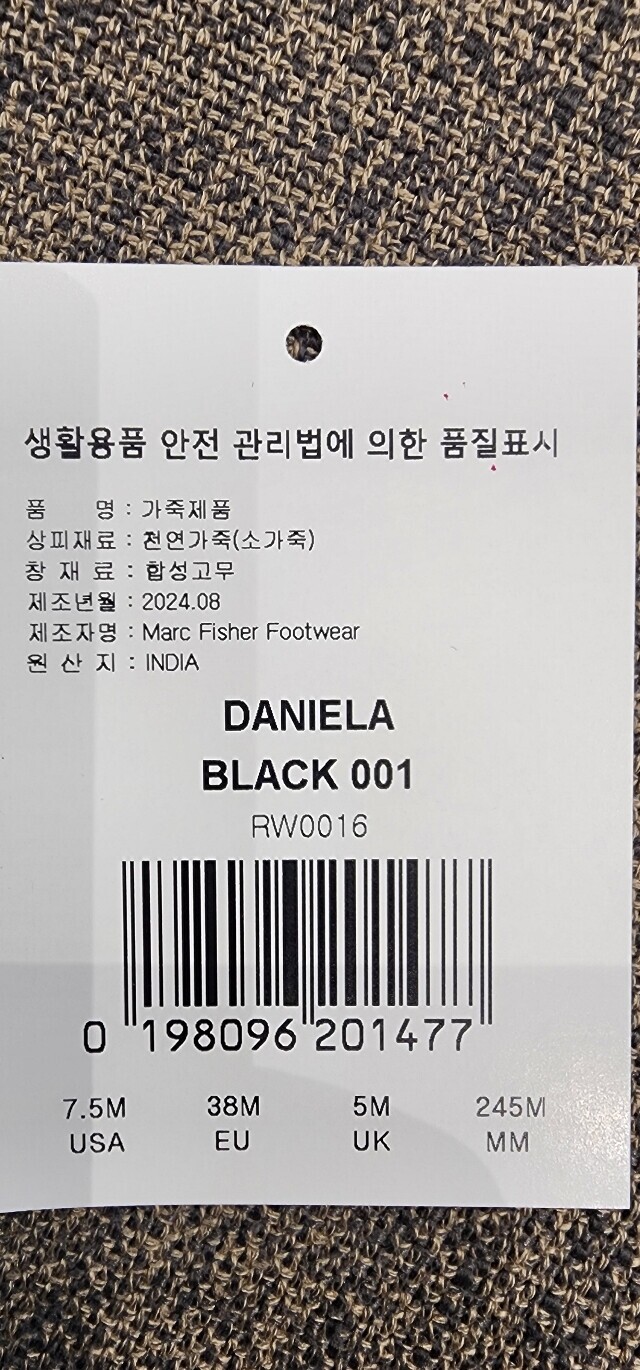 생활용품 안전 관리법에 의한 품질표시
품 명 : 가죽제품
상피재료 : 천연가죽(소가죽)
창 재 료 : 합성고무
제조년월 : 2024.08
제조자명 : Marc Fisher Footwear
원 산 지 : INDIA
DANIELA
BLACK 001
RW0016
0 198096 201477
7.5M 38M 5M 245M
USA EU UK MM